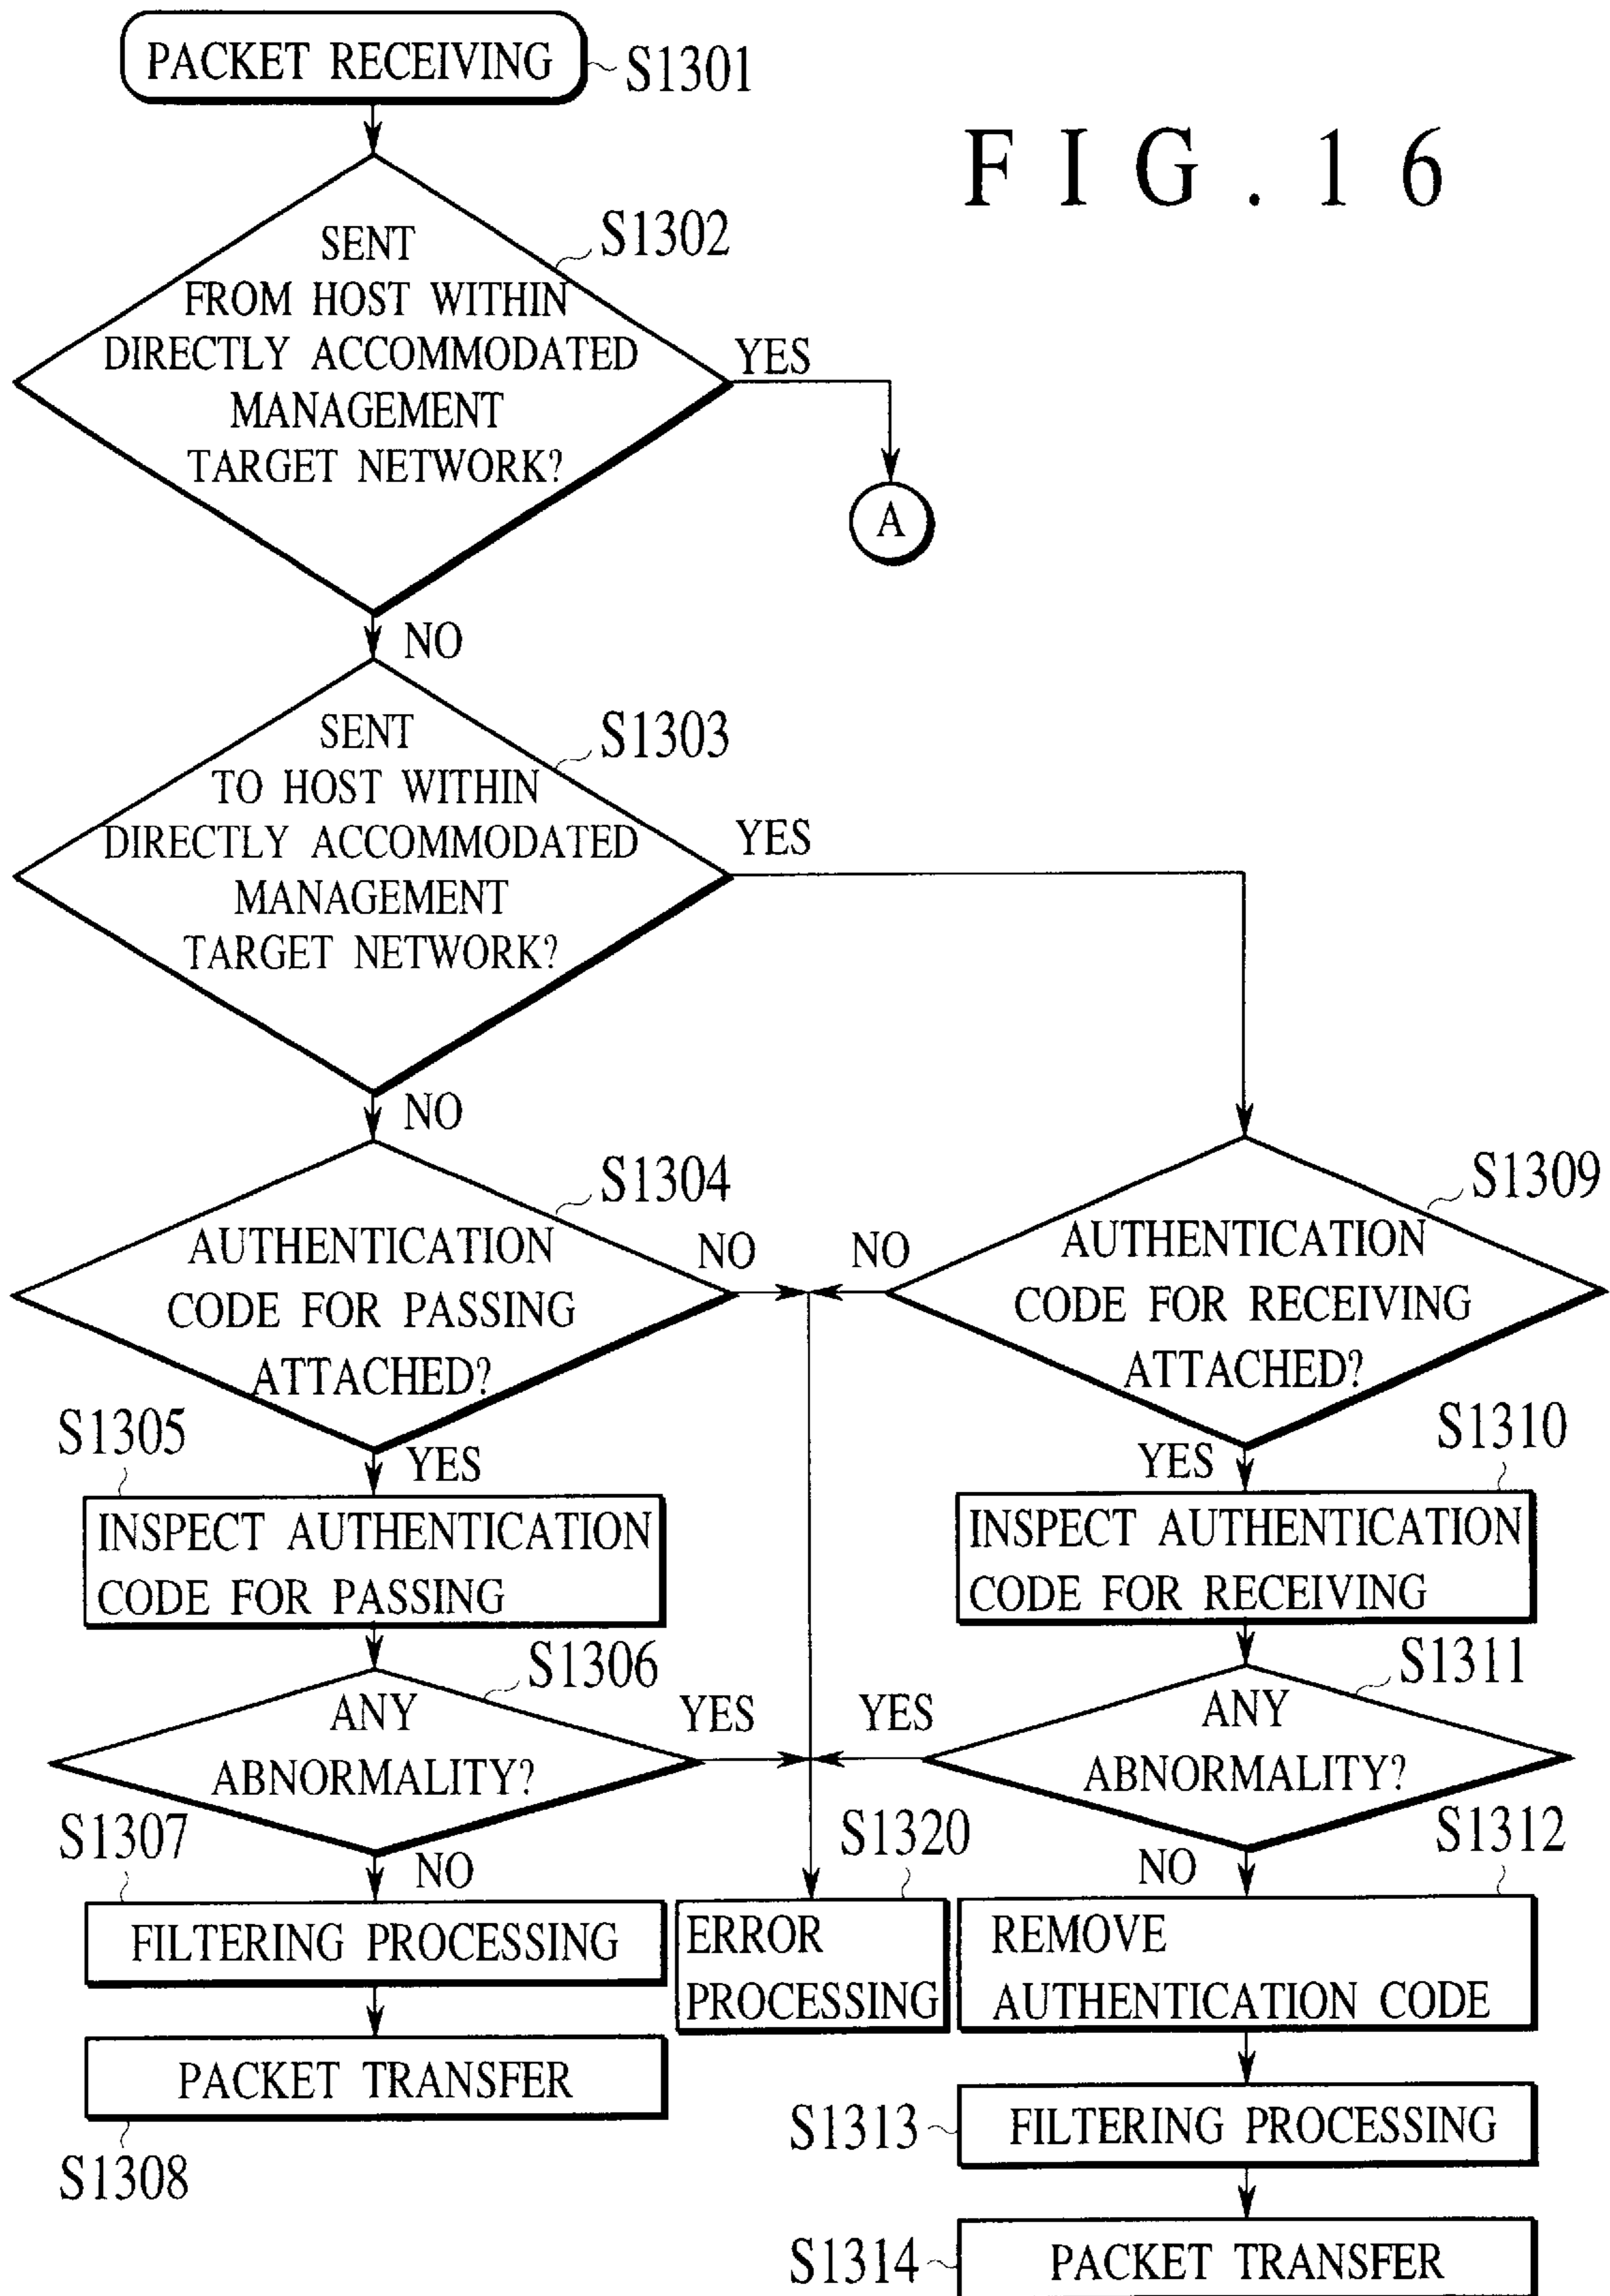 PACKET RECEIVING
S1301
F I G . 1 6
SENT
FROM HOST WITHIN
DIRECTLY ACCOMMODATED
MANAGEMENT
TARGET NETWORK?
S1302
YES
A
NO
SENT
TO HOST WITHIN
DIRECTLY ACCOMMODATED
MANAGEMENT
TARGET NETWORK?
S1303
YES
NO
AUTHENTICATION
CODE FOR PASSING
ATTACHED?
S1304
NO
NO
AUTHENTICATION
CODE FOR RECEIVING
ATTACHED?
S1309
S1305
YES
INSPECT AUTHENTICATION
CODE FOR PASSING
YES
S1310
INSPECT AUTHENTICATION
CODE FOR RECEIVING
ANY
ABNORMALITY?
S1306
YES
YES
ANY
ABNORMALITY?
S1311
S1307
NO
FILTERING PROCESSING
S1320
ERROR
PROCESSING
NO
S1312
REMOVE
AUTHENTICATION CODE
PACKET TRANSFER
S1308
S1313
FILTERING PROCESSING
S1314
PACKET TRANSFER